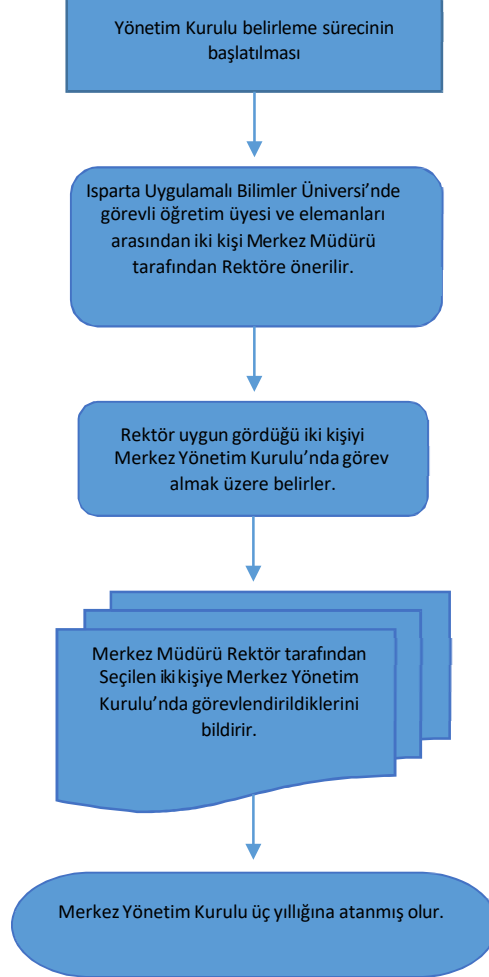 Yönetim Kurulu belirleme sürecinin
başlatılması
Isparta Uygulamalı Bilimler Üniversi’nde
görevli öğretim üyesi ve elemanları
arasından iki kişi Merkez Müdürü
tarafından Rektöre önerilir.
Rektör uygun gördüğü iki kişiyi
Merkez Yönetim Kurulu’nda görev
almak üzere belirler.
Merkez Müdürü Rektör tarafından
Seçilen iki kişiye Merkez Yönetim
Kurulu’nda görevlendirildiklerini
bildirir.
Merkez Yönetim Kurulu üç yıllığına atanmış olur.